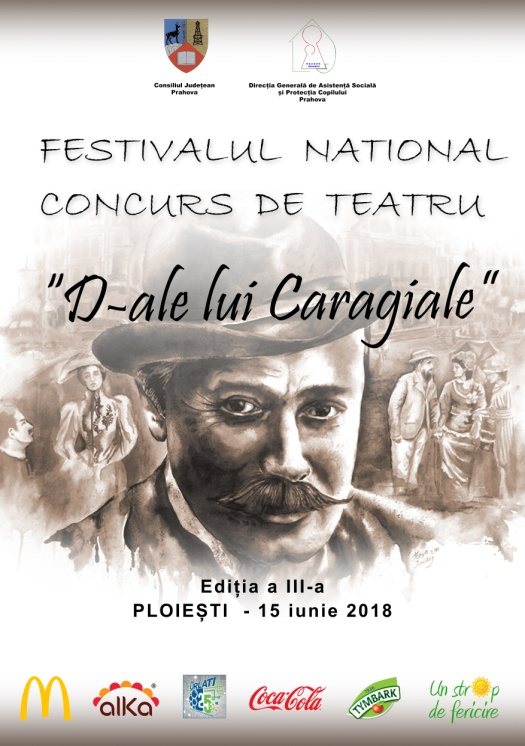 Consiliul Județean
Prahova
Direcția Generală de Asistență Socială
și Protecția Copilului
Prahova
FESTIVALUL NATIONAL
CONCURS DE TEATRU
"D-ale lui Caragiale"
Ediția a III-a
PLOIEȘTI - 15 iunie 2018
alka
Coca-Cola
TYMBARK
Un strop
de fericire